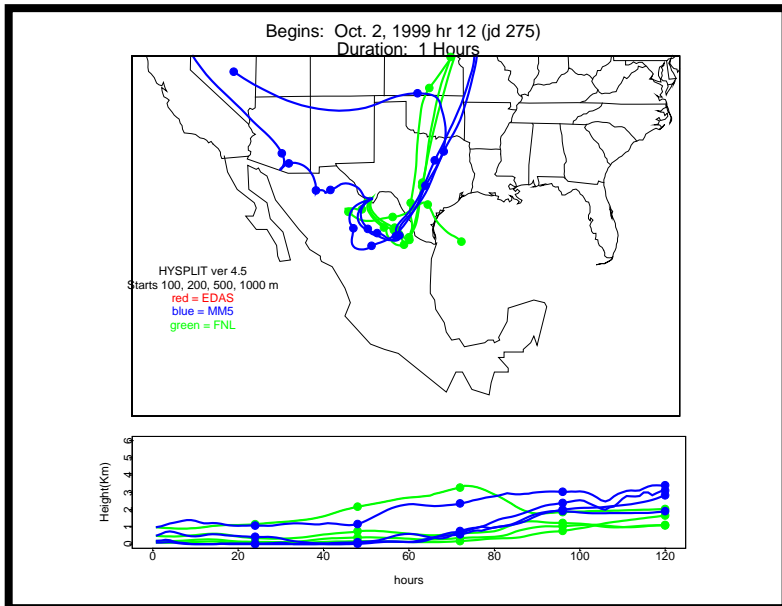 Begins: Oct. 2, 1999 hr 12 (jd 275)
Duration: 1 Hours
HYSPLIT ver 4.5
Starts 100, 200, 500, 1000 m
red = EDAS
blue = MM5
green = FNL
Height(Km)
6
5
4
3
2
1
0
0 20 40 60 80 100 120
hours